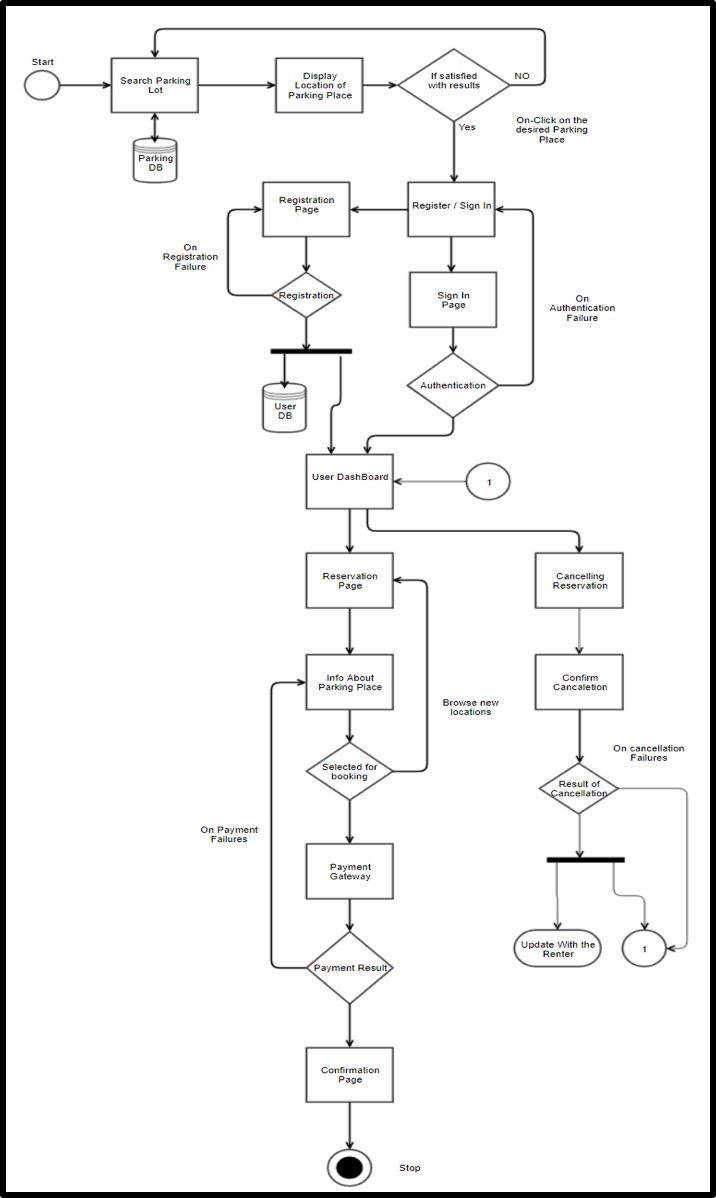 Start
Search Parking
Lot
Display
Location of
Parking Place
If satisfied
with results
NO
Yes
On-Click on the
desired Parking
Place
Parking
DB
Registration
Page
Register / Sign In
On
Registration
Failure
Registration
Sign In
Page
On
Authentication
Failure
Authentication
User
DB
User DashBoard
1
Reservation
Page
Cancelling
Reservation
Info About
Parking Place
Confirm
Cancaletion
Browse new
locations
Selected for
booking
On cancellation
Failures
Result of
Cancellation
On Payment
Failures
Payment
Gateway
Update With the
Renter
1
Payment Result
Confirmation
Page
Stop